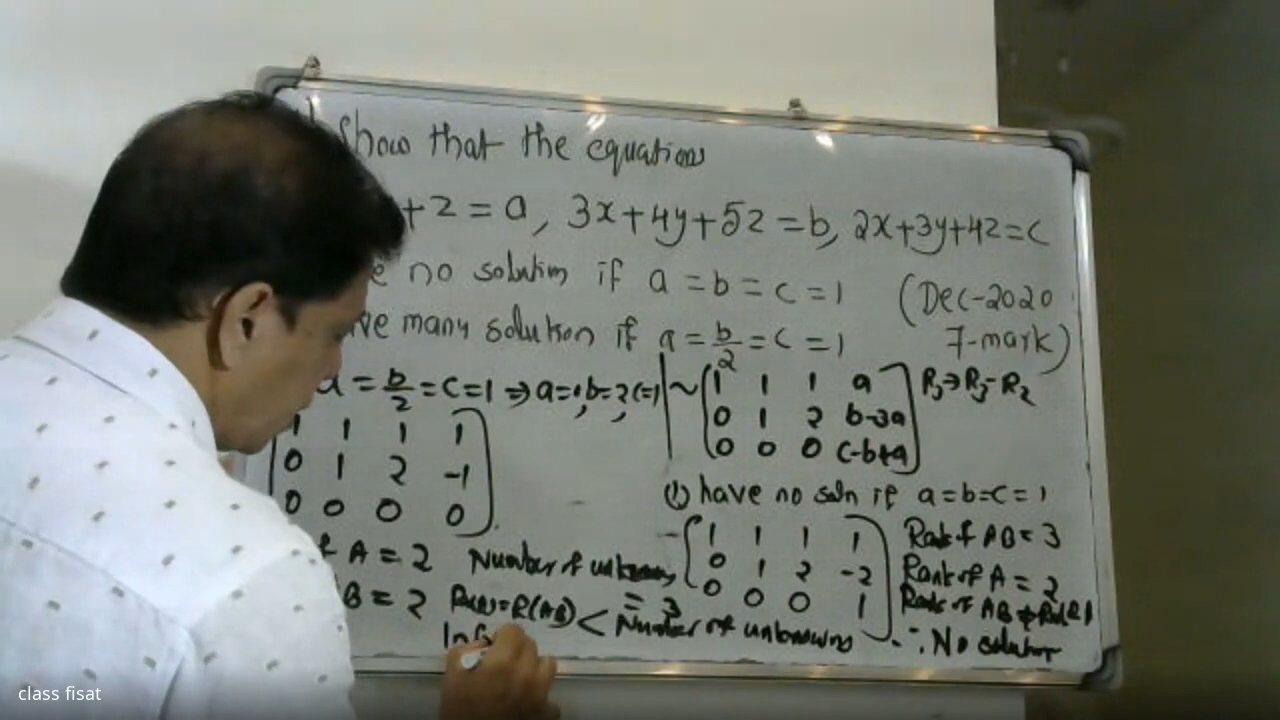 Show that the equations
+z = a, 3x+4y+5z = b, 2x+3y+4z = c
no solution if a = b = c = 1 (Dec-2020
ve many solution if a = b/2 = c = 1 7-mark)
a = b/2 = c = 1 ⇒ a=1, b=2, c=1
1 1 1 1
0 1 2 -1
0 0 0 0
A = 2 Number of unknowns
= 3
B = 2 R(A) = R(AB) < Number of unknowns
~ 1 1 1 a R3→R3-R2
0 1 2 b-3a
0 0 0 c-b+a
(1) have no soln if a=b=c=1
~ 1 1 1 1 Rank of AB = 3
0 1 2 -2 Rank of A = 2
0 0 0 1 Rank of AB ≠ Rank A
∴ No solution
class fisat